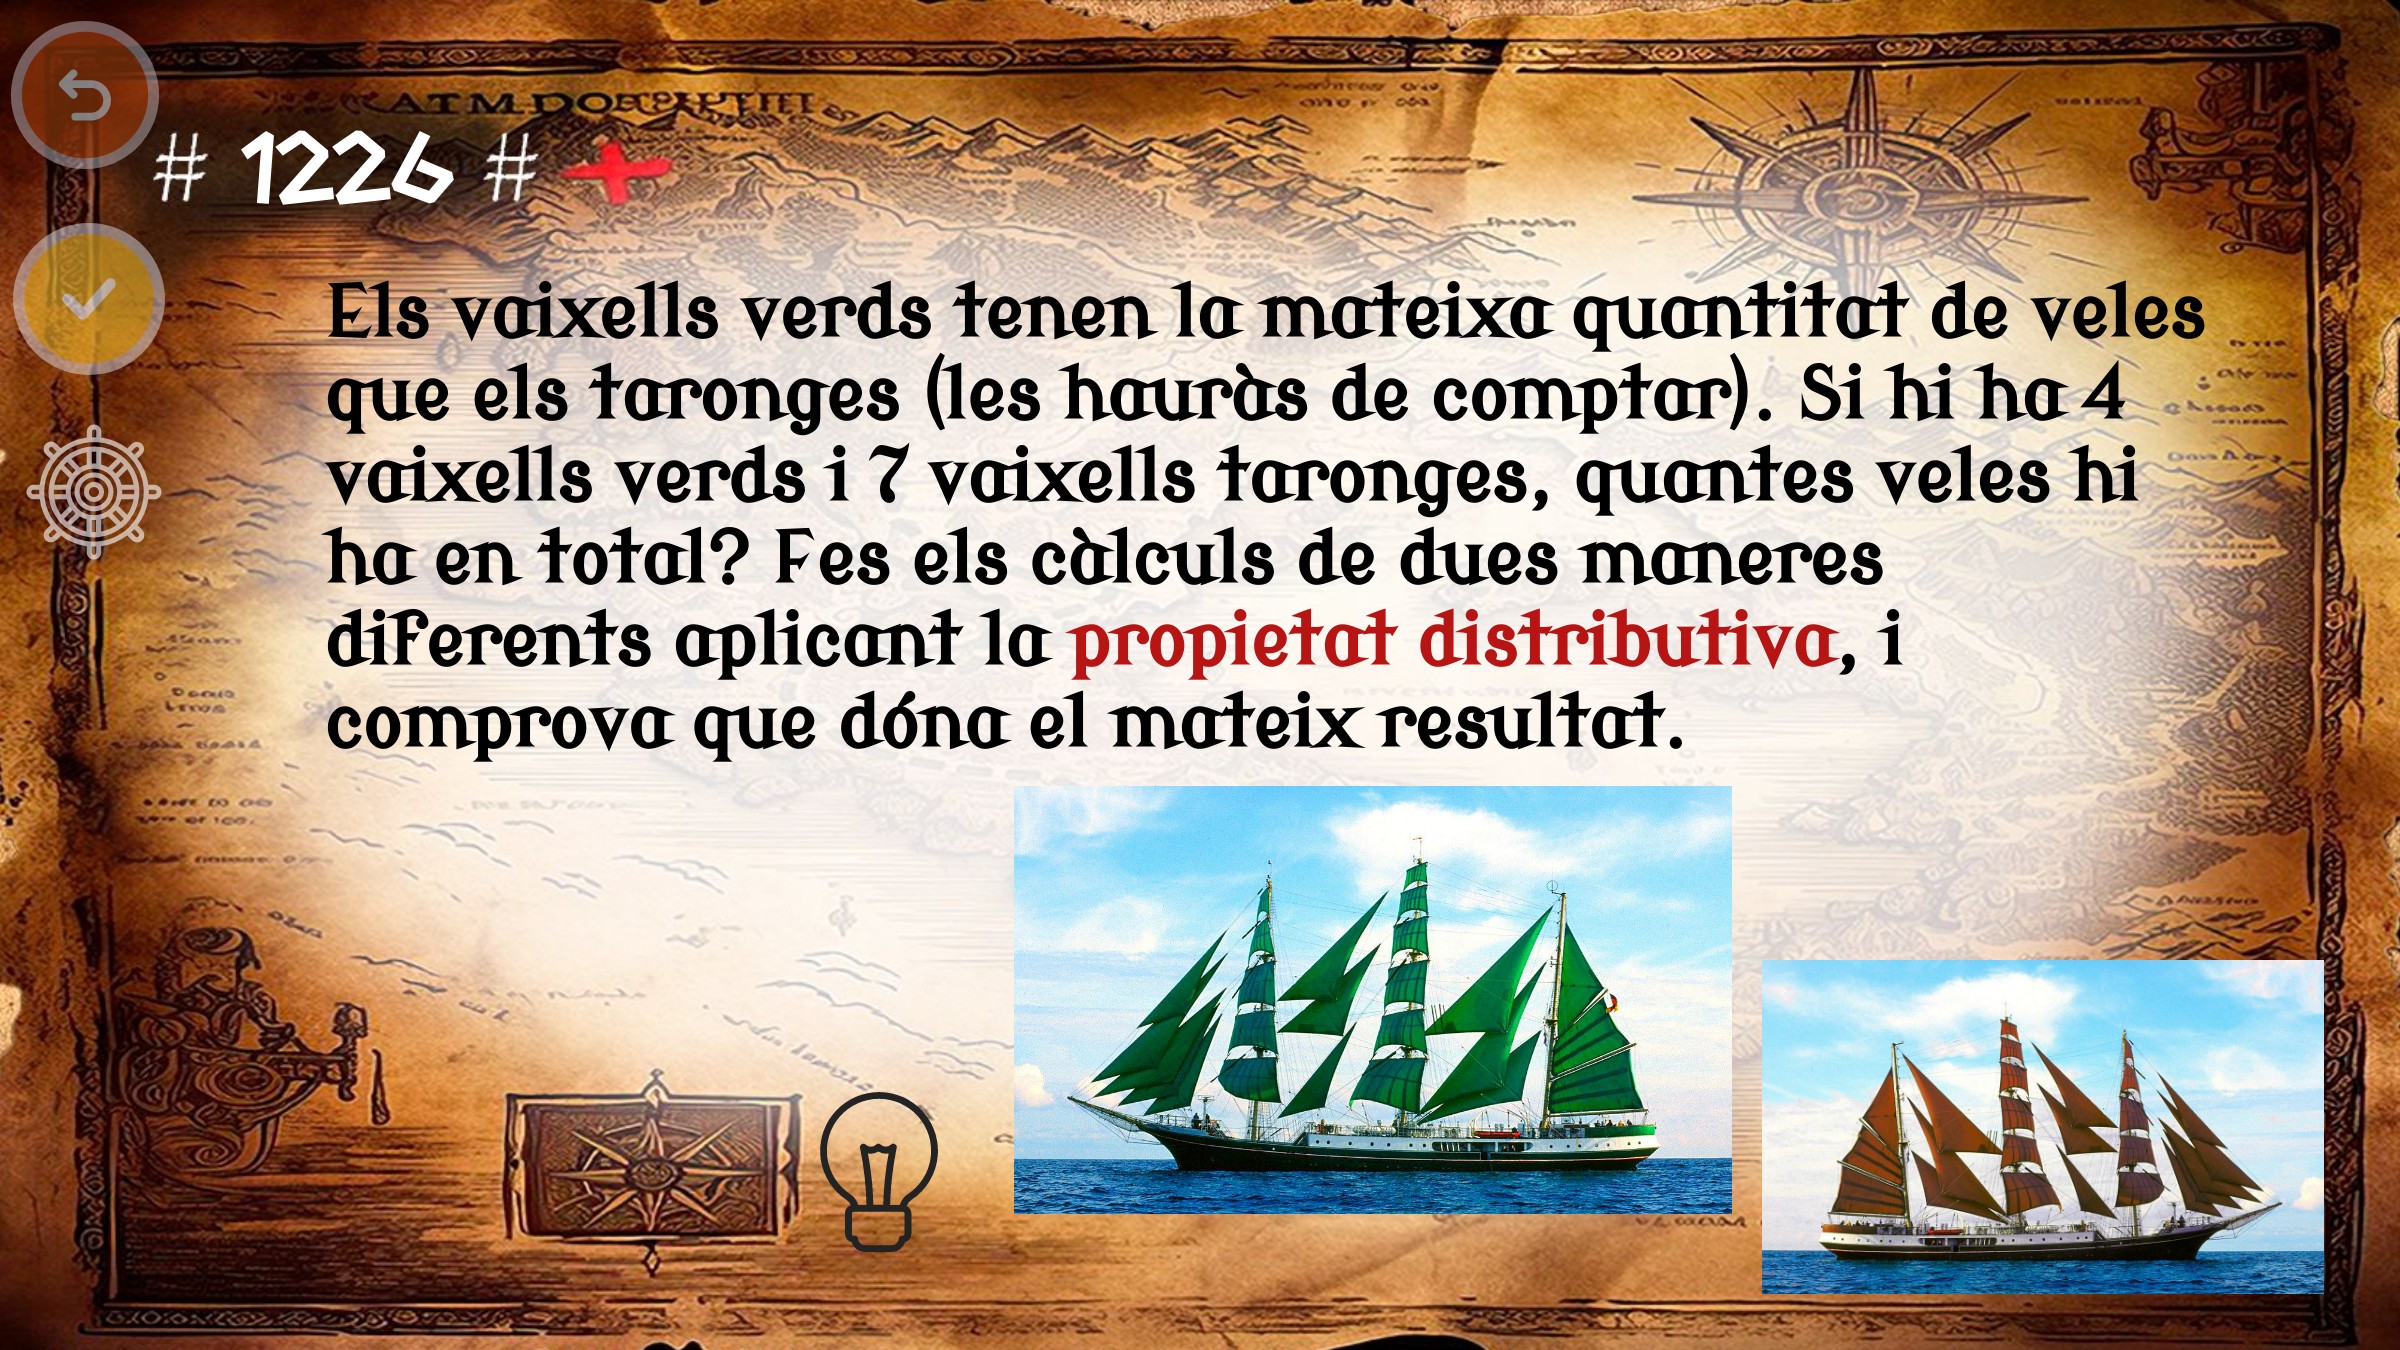 # 1226 #
Els vaixells verds tenen la mateixa quantitat de veles
que els taronges (les hauràs de comptar). Si hi ha 4
vaixells verds i 7 vaixells taronges, quantes veles hi
ha en total? Fes els càlculs de dues maneres
diferents aplicant la propietat distributiva, i
comprova que dóna el mateix resultat.